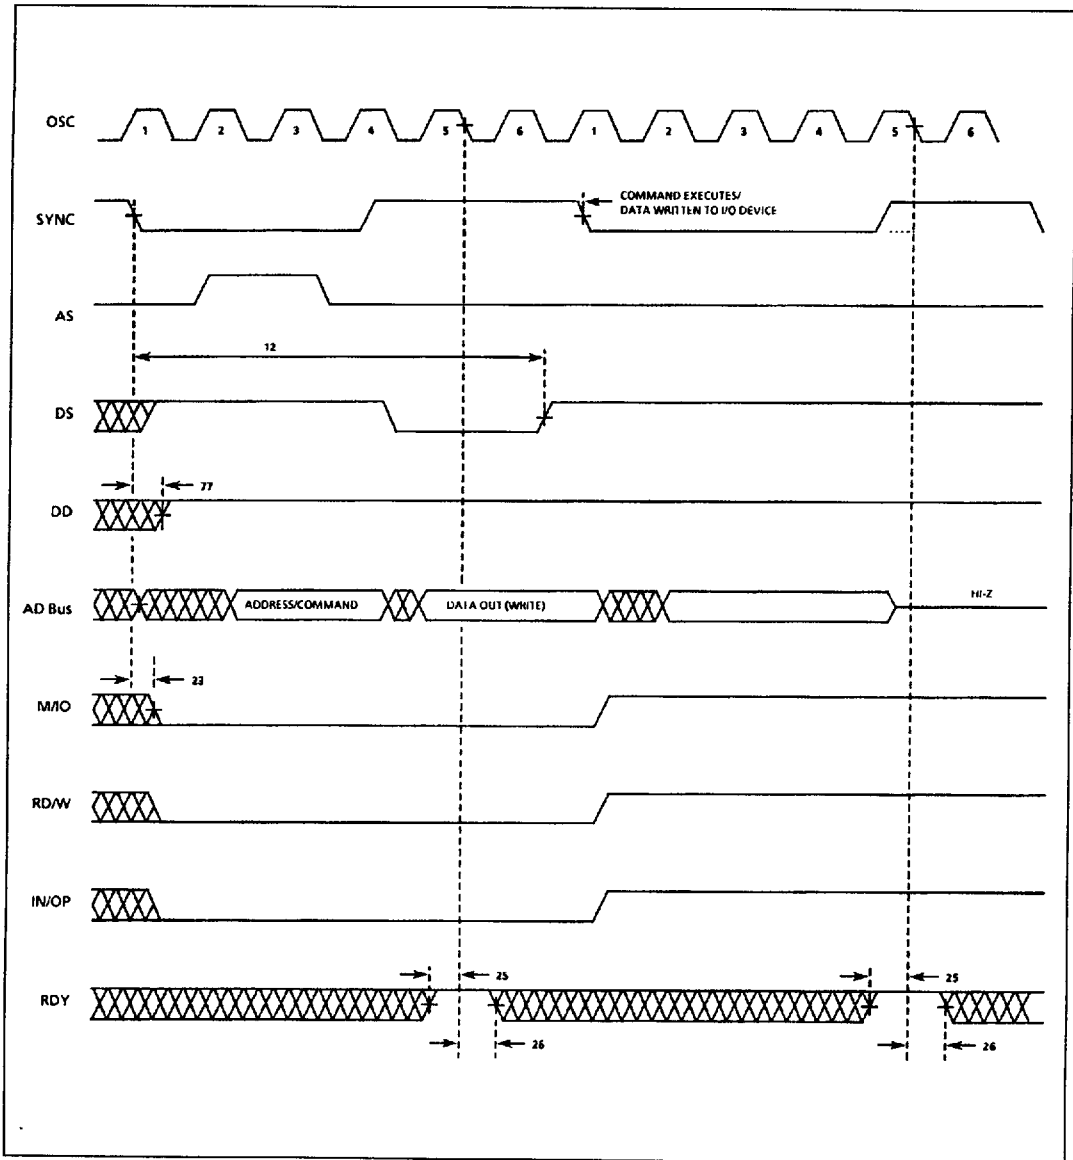 OSC
1 2 3 4 5 6 1 2 3 4 5 6
SYNC
COMMAND EXECUTES/
DATA WRITTEN TO I/O DEVICE
AS
12
DS
77
DD
AD Bus
ADDRESS/COMMAND
DATA OUT (WRITE)
HI-Z
23
M/IO
RD/W
IN/OP
25
25
RDY
26
26